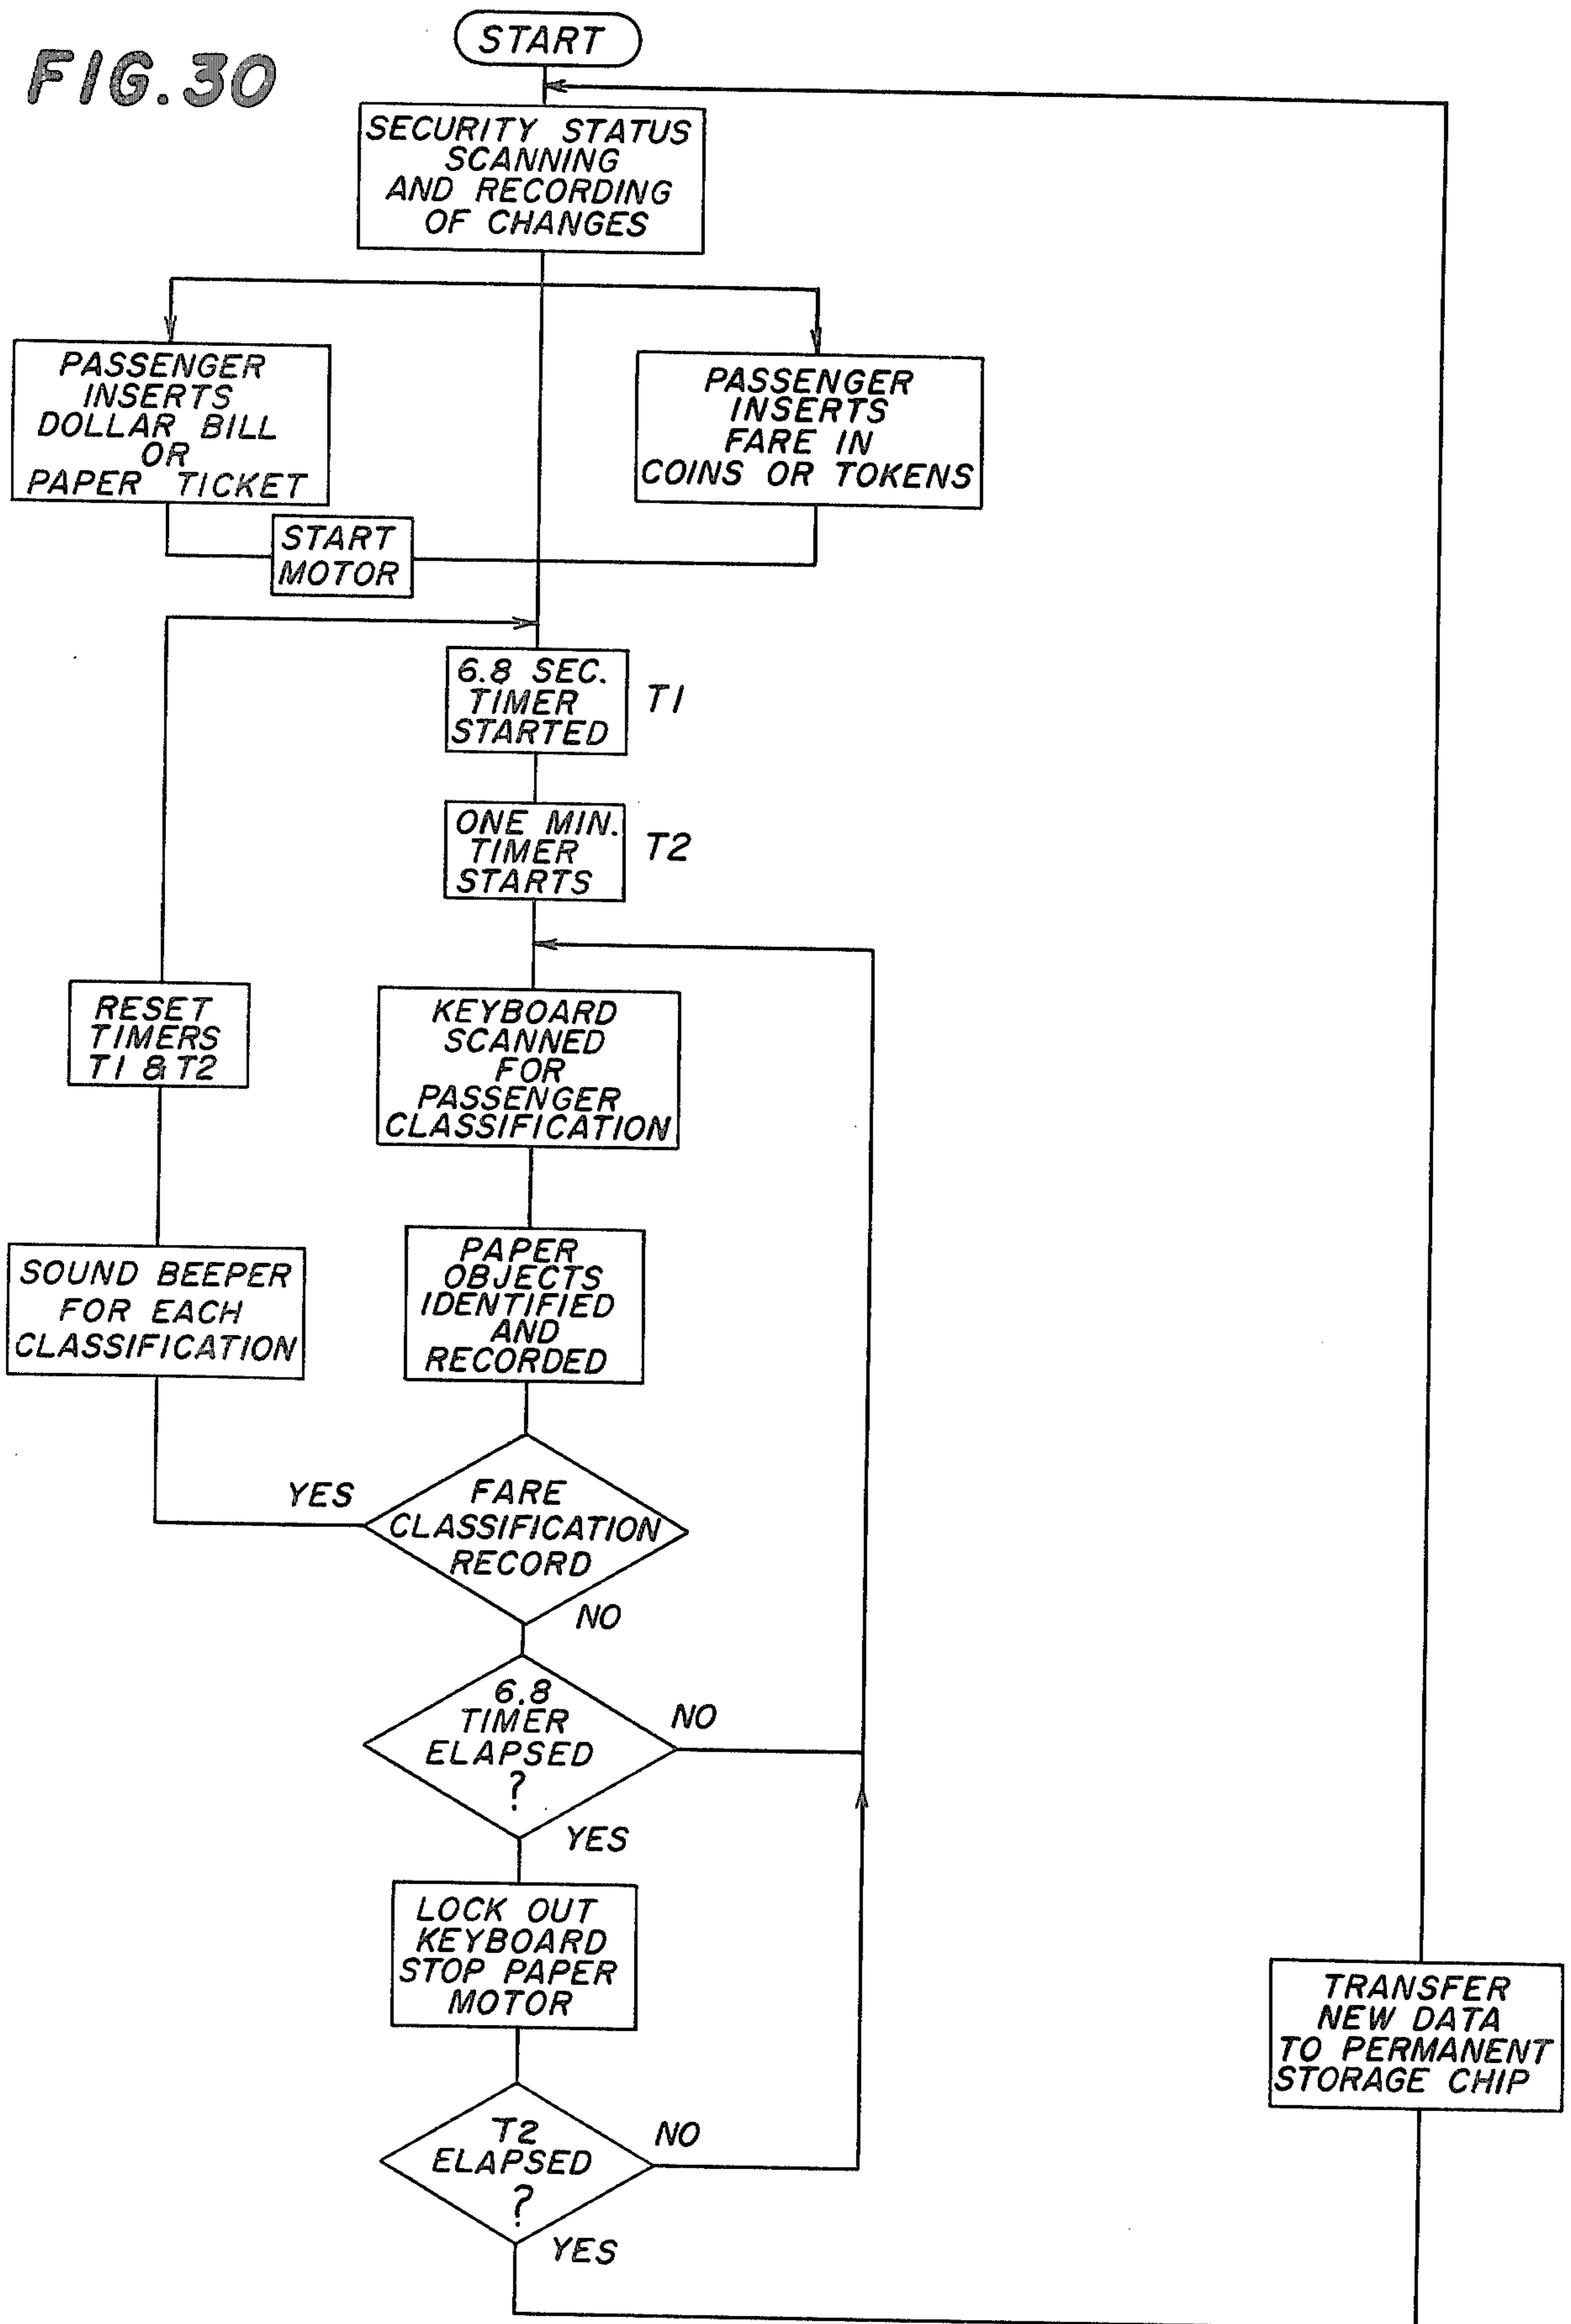 FIG.30
START
SECURITY STATUS
SCANNING
AND RECORDING
OF CHANGES
PASSENGER
INSERTS
DOLLAR BILL
OR
PAPER TICKET
PASSENGER
INSERTS
FARE IN
COINS OR TOKENS
START
MOTOR
6.8 SEC.
TIMER
STARTED
T1
ONE MIN.
TIMER
STARTS
T2
RESET
TIMERS
T1 & T2
KEYBOARD
SCANNED
FOR
PASSENGER
CLASSIFICATION
SOUND BEEPER
FOR EACH
CLASSIFICATION
PAPER
OBJECTS
IDENTIFIED
AND
RECORDED
YES
FARE
CLASSIFICATION
RECORD
NO
6.8
TIMER
ELAPSED
?
NO
YES
LOCK OUT
KEYBOARD
STOP PAPER
MOTOR
TRANSFER
NEW DATA
TO PERMANENT
STORAGE CHIP
T2
ELAPSED
?
NO
YES